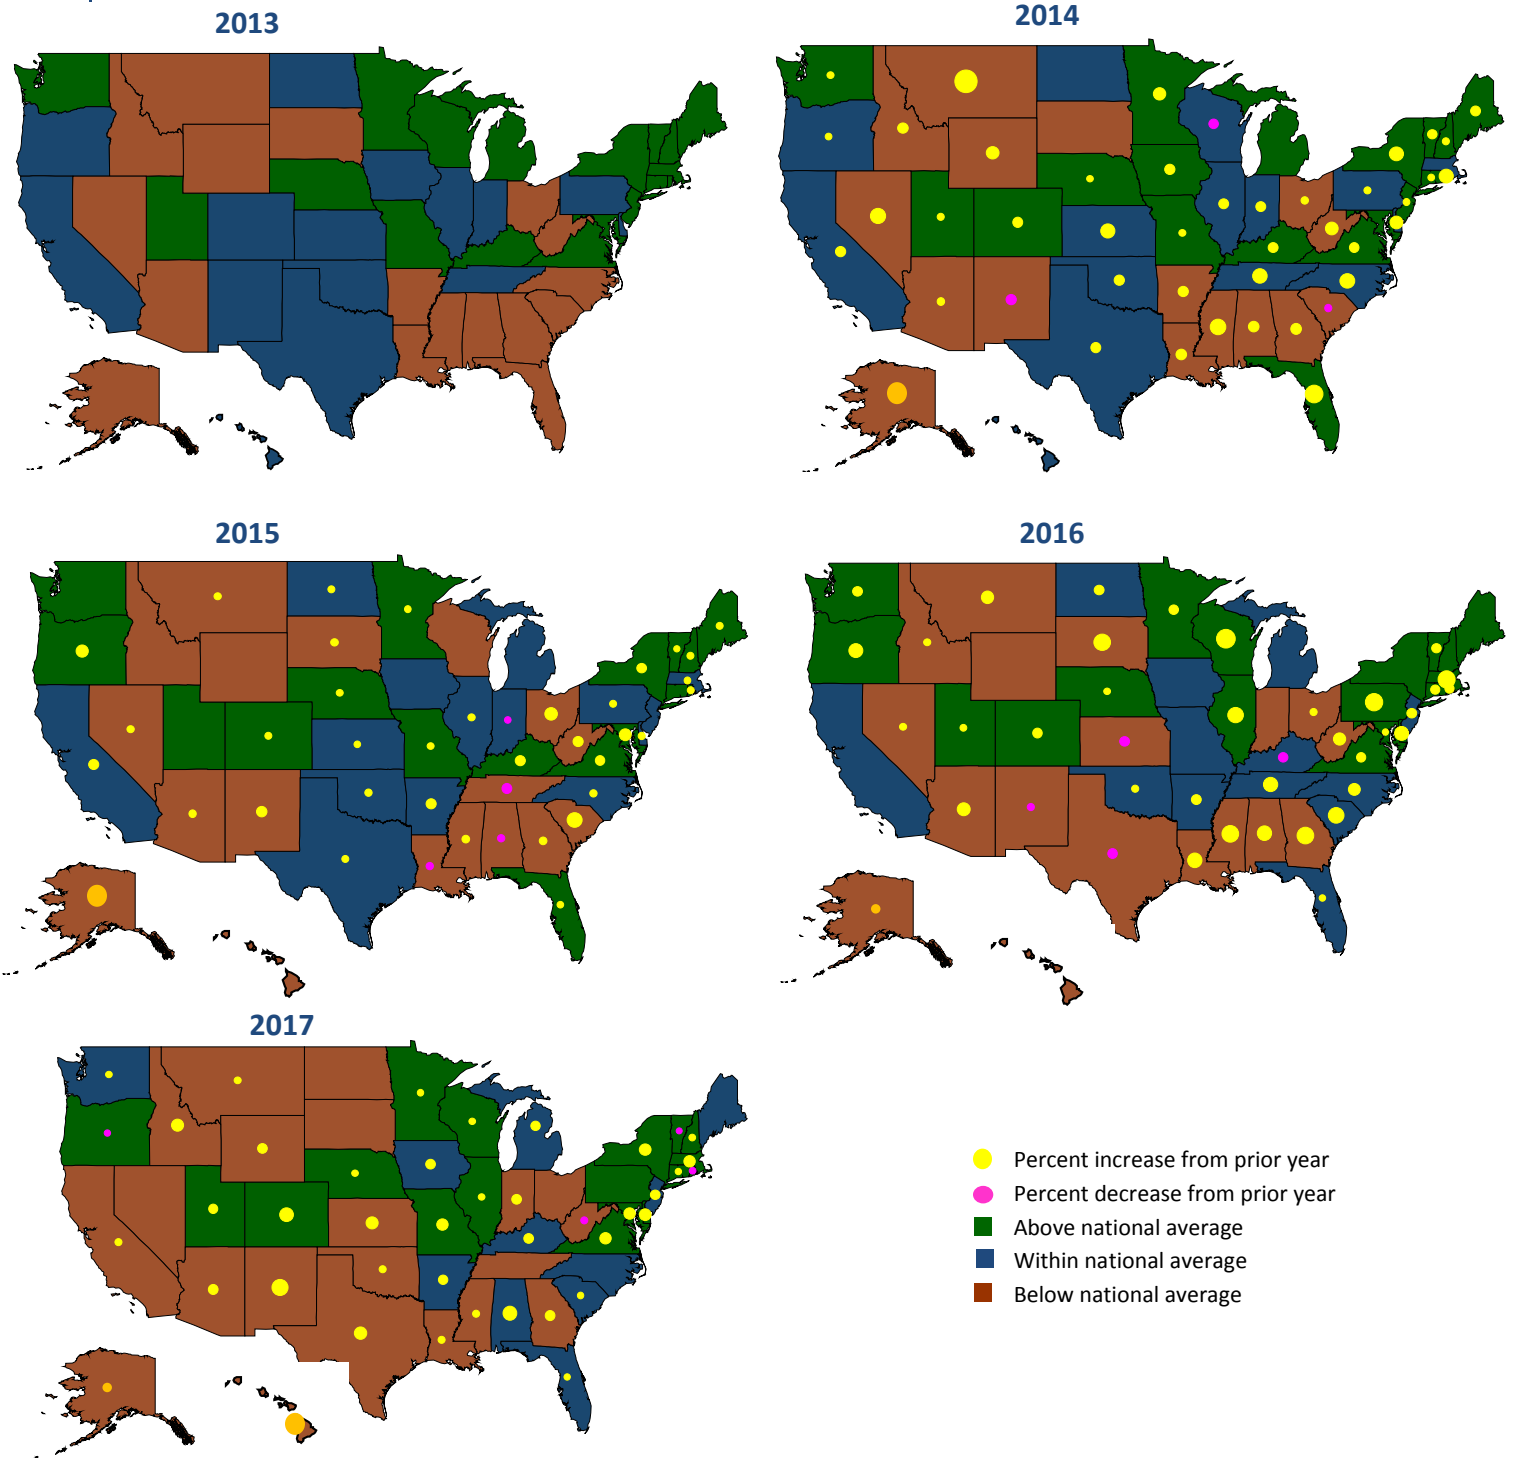 2013
2014
2015
2016
2017
Percent increase from prior year
Percent decrease from prior year
Above national average
Within national average
Below national average